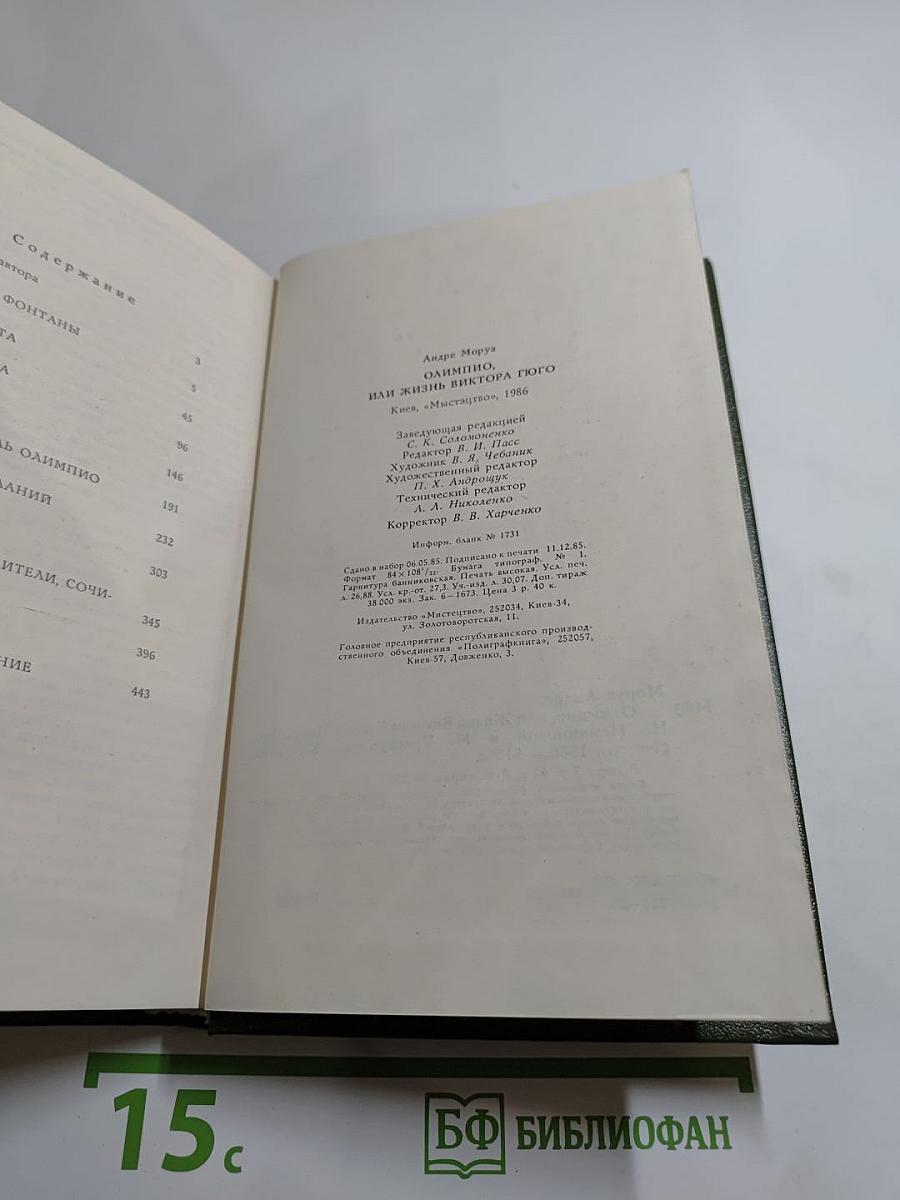 Содержание
автора
ФОНТАНЫ
3
5
45
96
Ь ОЛИМПИО
146
АНИЙ
191
232
303
ИТЕЛИ, СОЧИ-
345
396
НИЕ
443
Андре Моруа
ОЛИМПИО,
ИЛИ ЖИЗНЬ ВИКТОРА ГЮГО
Киев, «Мыстэцтво», 1986
Заведующая редакцией
С. К. Соломоненко
Редактор В. И. Пасс
Художник В. Я. Чебаник
Художественный редактор
П. Х. Андрощук
Технический редактор
Л. Л. Николенко
Корректор В. В. Харченко
Информ. бланк № 1731
Сдано в набор 06.05.85. Подписано к печати 11.12.85.
Формат 84×108¹/₃₂. Бумага типограф. № 1.
Гарнитура банниковская. Печать высокая. Усл. печ.
л. 26,88. Усл. кр.-от. 27,3. Уч.-изд. л. 30,07. Доп. тираж
38 000 экз. Зак. 6—1673. Цена 3 р. 40 к.
Издательство «Мистецтво», 252034, Киев-34,
ул. Золотоворотская, 11.
Головное предприятие республиканского производ-
ственного объединения «Полиграфкнига», 252057,
Киев-57, Довженко, 3.
15 с
БФ БИБЛИОФАН